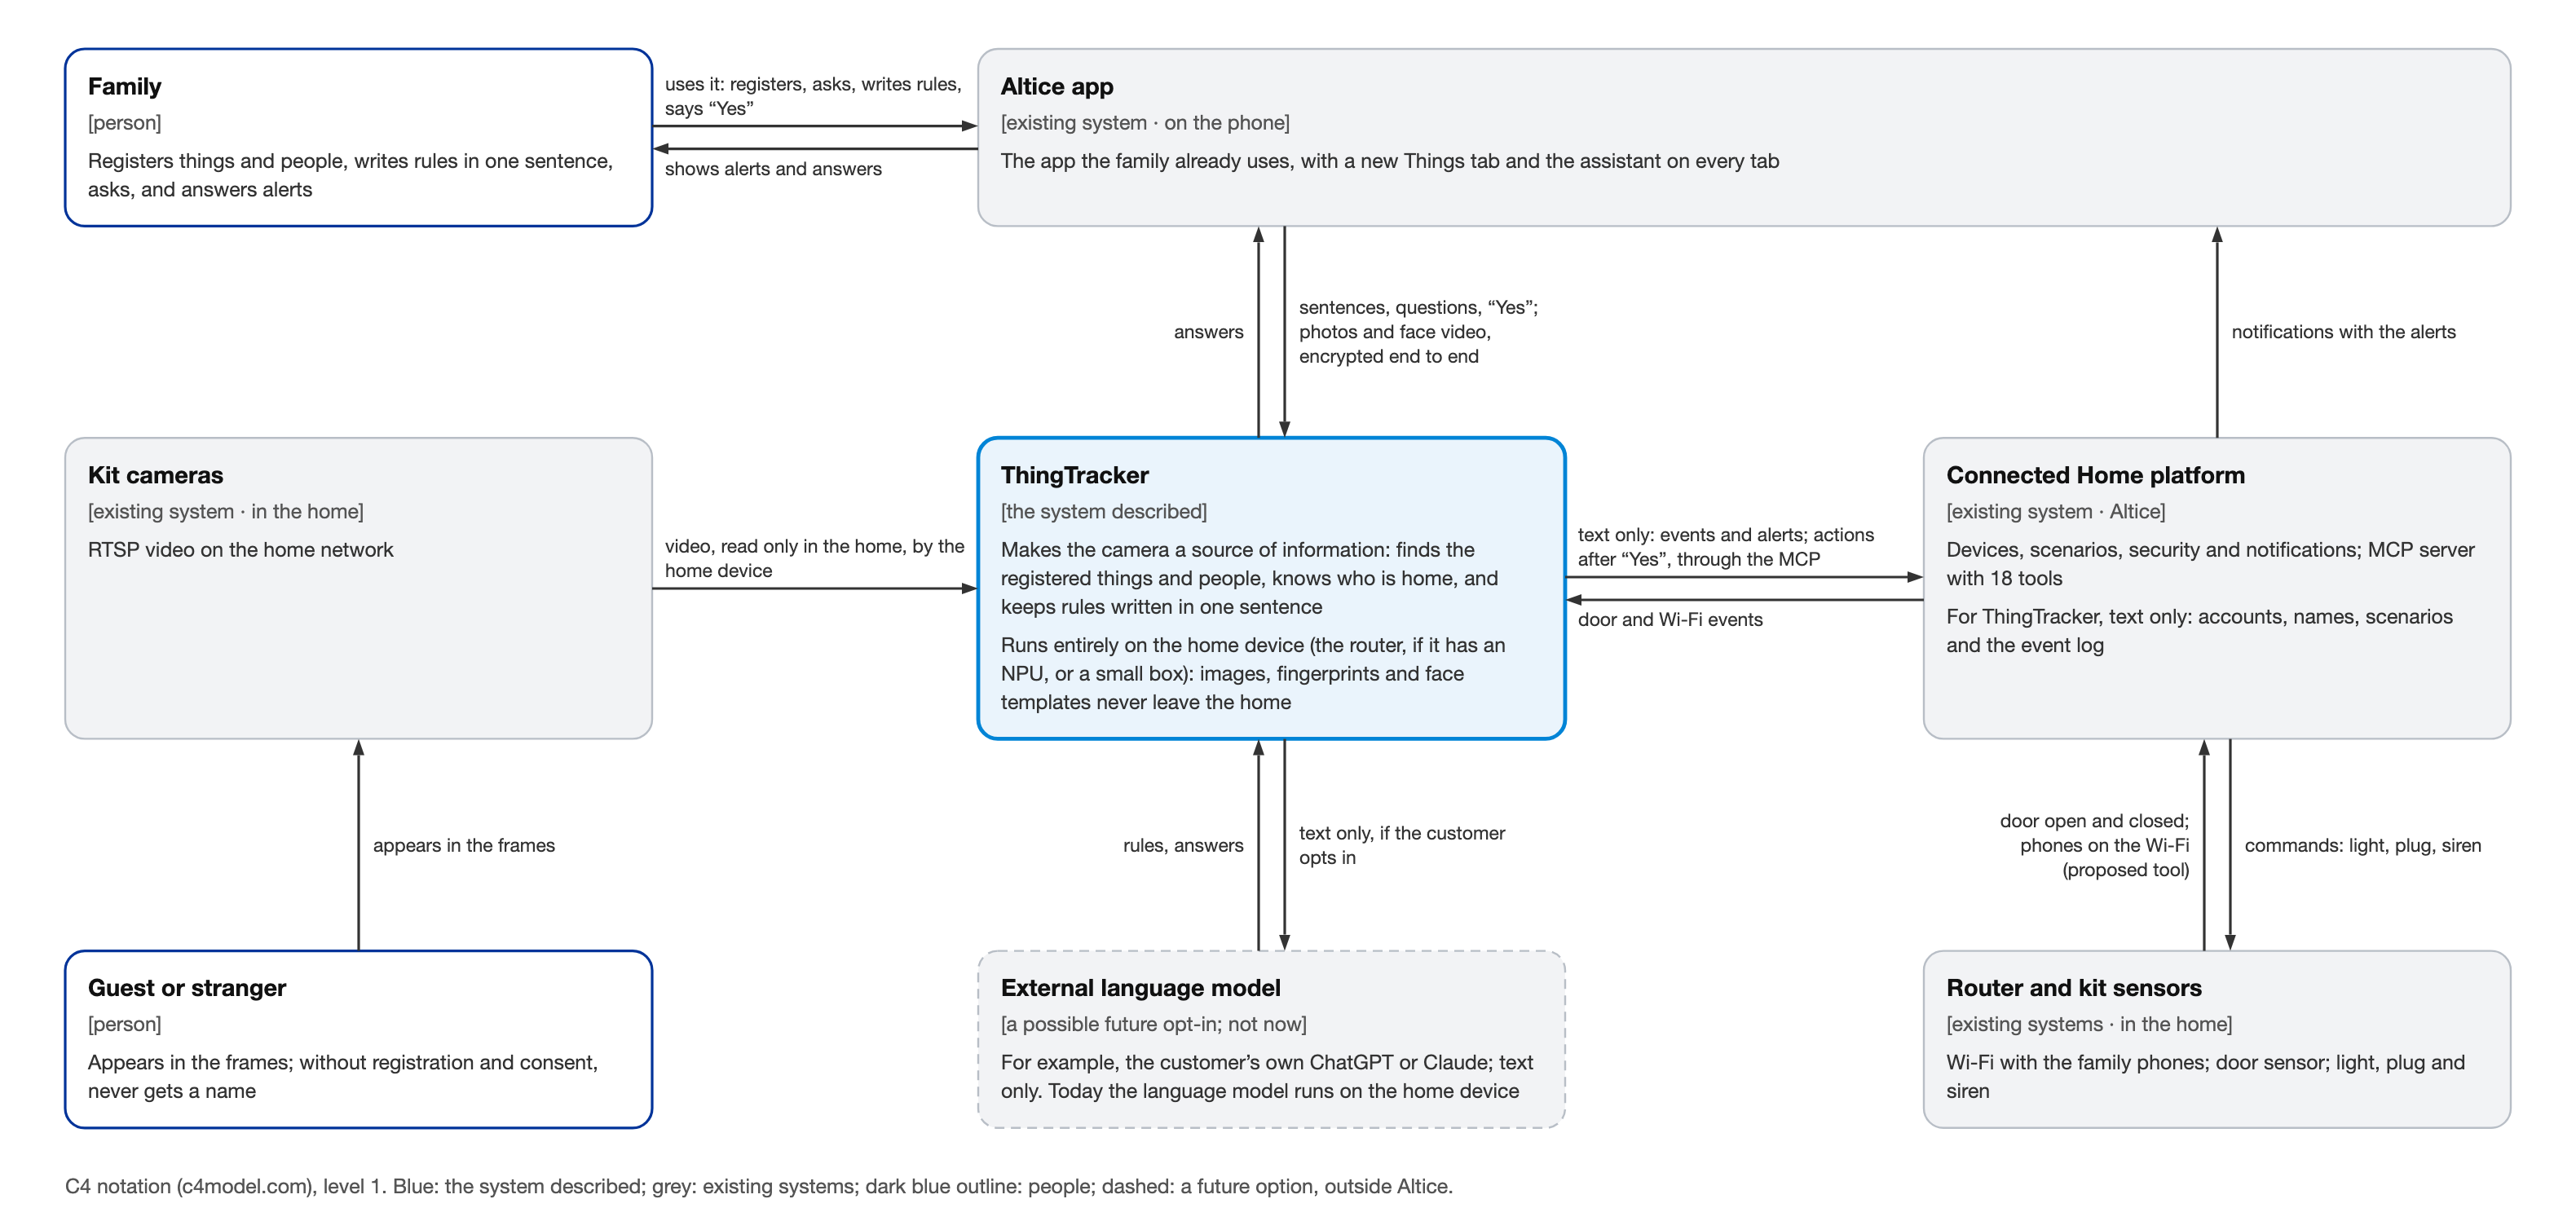 Family
[person]
Registers things and people, writes rules in one sentence,
asks, and answers alerts
uses it: registers, asks, writes rules,
says “Yes”
shows alerts and answers
Altice app
[existing system · on the phone]
The app the family already uses, with a new Things tab and the assistant on every tab
answers
sentences, questions, “Yes”;
photos and face video,
encrypted end to end
notifications with the alerts
Kit cameras
[existing system · in the home]
RTSP video on the home network
video, read only in the home, by the
home device
ThingTracker
[the system described]
Makes the camera a source of information: finds the
registered things and people, knows who is home, and
keeps rules written in one sentence
Runs entirely on the home device (the router, if it has an
NPU, or a small box): images, fingerprints and face
templates never leave the home
text only: events and alerts; actions
after “Yes”, through the MCP
door and Wi-Fi events
Connected Home platform
[existing system · Altice]
Devices, scenarios, security and notifications; MCP server
with 18 tools
For ThingTracker, text only: accounts, names, scenarios
and the event log
appears in the frames
rules, answers
text only, if the customer
opts in
door open and closed;
phones on the Wi-Fi
(proposed tool)
commands: light, plug, siren
Guest or stranger
[person]
Appears in the frames; without registration and consent,
never gets a name
External language model
[a possible future opt-in; not now]
For example, the customer’s own ChatGPT or Claude; text
only. Today the language model runs on the home device
Router and kit sensors
[existing systems · in the home]
Wi-Fi with the family phones; door sensor; light, plug and
siren
C4 notation (c4model.com), level 1. Blue: the system described; grey: existing systems; dark blue outline: people; dashed: a future option, outside Altice.